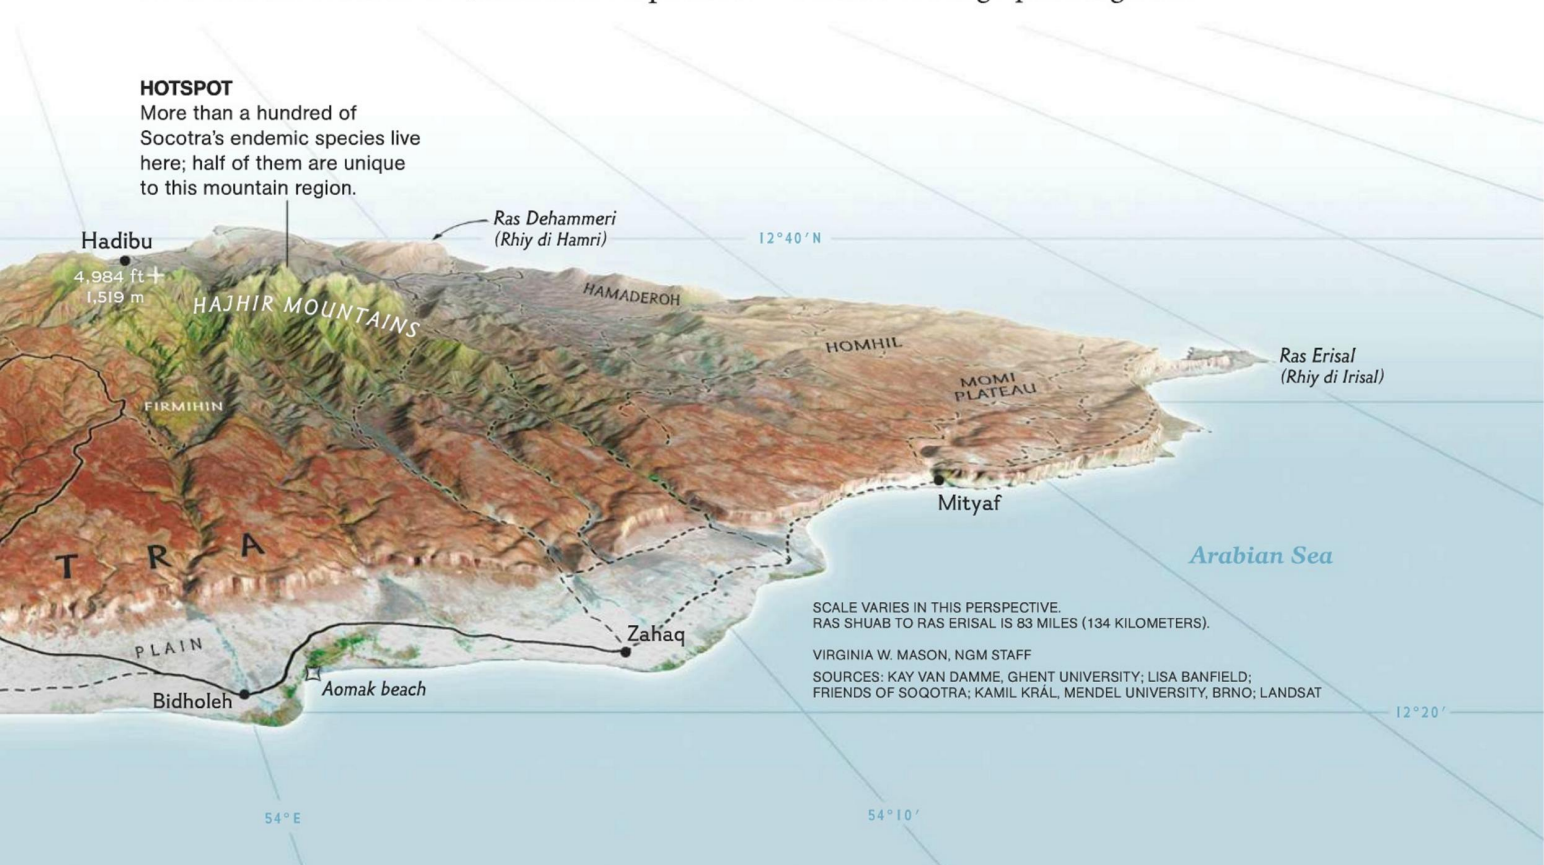 HOTSPOT
More than a hundred of
Socotra's endemic species live
here; half of them are unique
to this mountain region.
Ras Dehammeri
(Rhiy di Hamri)
12°40′N
Hadibu
4,984 ft
1,519 m
HAJHIR MOUNTAINS
HAMADEROH
HOMHIL
Ras Erisal
(Rhiy di Irisal)
MOMI
PLATEAU
FIRMIHIN
Mityaf
T R A
Arabian Sea
SCALE VARIES IN THIS PERSPECTIVE.
RAS SHUAB TO RAS ERISAL IS 83 MILES (134 KILOMETERS).
Zahaq
PLAIN
VIRGINIA W. MASON, NGM STAFF
SOURCES: KAY VAN DAMME, GHENT UNIVERSITY; LISA BANFIELD;
FRIENDS OF SOQOTRA; KAMIL KRÁL, MENDEL UNIVERSITY, BRNO; LANDSAT
Aomak beach
Bidholeh
12°20′
54°E
54°10′